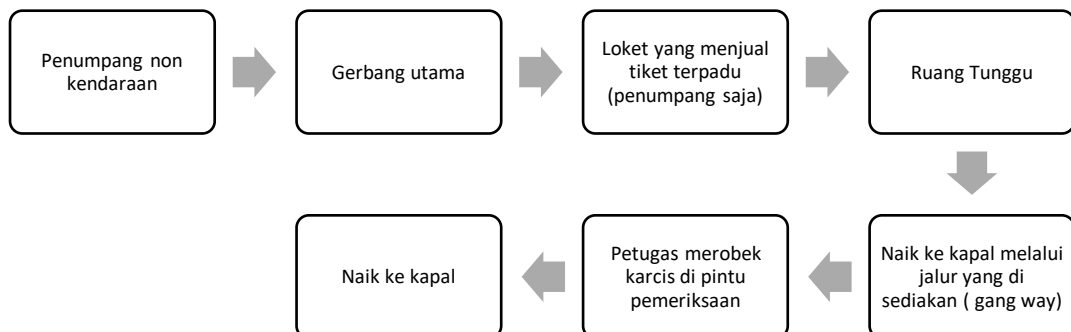 Penumpang non
kendaraan
Gerbang utama
Loket yang menjual
tiket terpadu
(penumpang saja)
Ruang Tunggu
Naik ke kapal melalui
jalur yang di
sediakan ( gang way)
Petugas merobek
karcis di pintu
pemeriksaan
Naik ke kapal